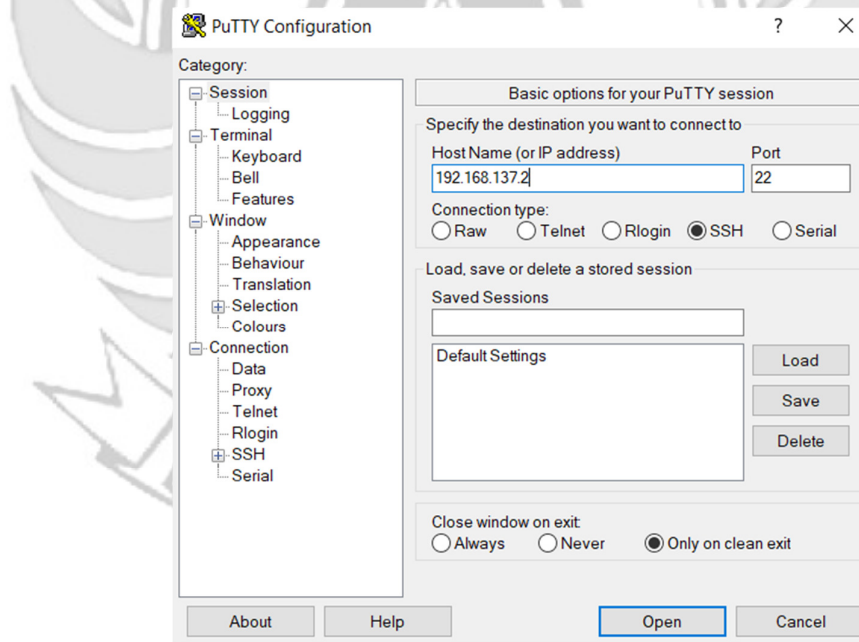 PuTTY Configuration
?
Category:
Session
Logging
Terminal
Keyboard
Bell
Features
Window
Appearance
Behaviour
Translation
Selection
Colours
Connection
Data
Proxy
Telnet
Rlogin
SSH
Serial
Basic options for your PuTTY session
Specify the destination you want to connect to
Host Name (or IP address) Port
192.168.137.2 22
Connection type:
Raw Telnet Rlogin SSH Serial
Load, save or delete a stored session
Saved Sessions
Default Settings
Load
Save
Delete
Close window on exit:
Always Never Only on clean exit
About Help Open Cancel